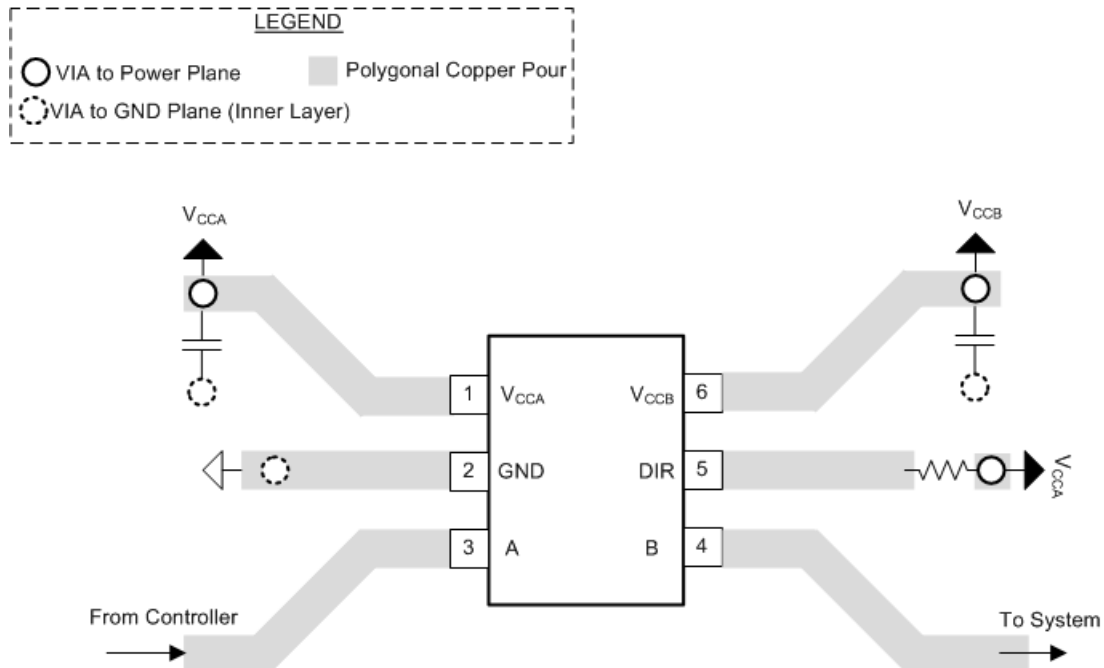 LEGEND
VIA to Power Plane
Polygonal Copper Pour
VIA to GND Plane (Inner Layer)
VCCA
VCCB
1 VCCA VCCB 6
2 GND DIR 5
VCCA
3 A B 4
From Controller
To System